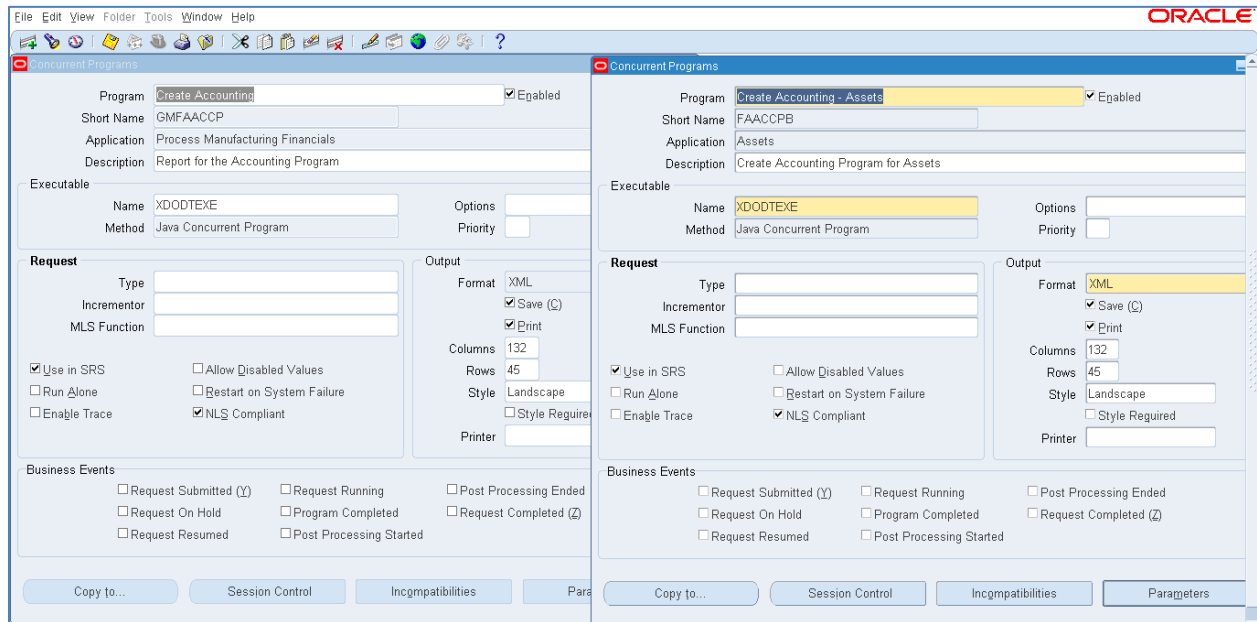 File Edit View Folder Tools Window Help
ORACLE
Concurrent Programs
Program Create Accounting Enabled
Short Name GMFAACCP
Application Process Manufacturing Financials
Description Report for the Accounting Program
Executable
Name XDODTEXE Options
Method Java Concurrent Program Priority
Request Output
Type Format XML
Incrementor Save (C)
MLS Function Print
Columns 132
Use in SRS Allow Disabled Values Rows 45
Run Alone Restart on System Failure Style Landscape
Enable Trace NLS Compliant Style Require
Printer
Business Events
Request Submitted (Y) Request Running Post Processing Ended
Request On Hold Program Completed Request Completed (Z)
Request Resumed Post Processing Started
Copy to... Session Control Incompatibilities Para
Concurrent Programs
Program Create Accounting - Assets Enabled
Short Name FAACCPB
Application Assets
Description Create Accounting Program for Assets
Executable
Name XDODTEXE Options
Method Java Concurrent Program Priority
Request Output
Type Format XML
Incrementor Save (C)
MLS Function Print
Columns 132
Use in SRS Allow Disabled Values Rows 45
Run Alone Restart on System Failure Style Landscape
Enable Trace NLS Compliant Style Required
Printer
Business Events
Request Submitted (Y) Request Running Post Processing Ended
Request On Hold Program Completed Request Completed (Z)
Request Resumed Post Processing Started
Copy to... Session Control Incompatibilities Parameters